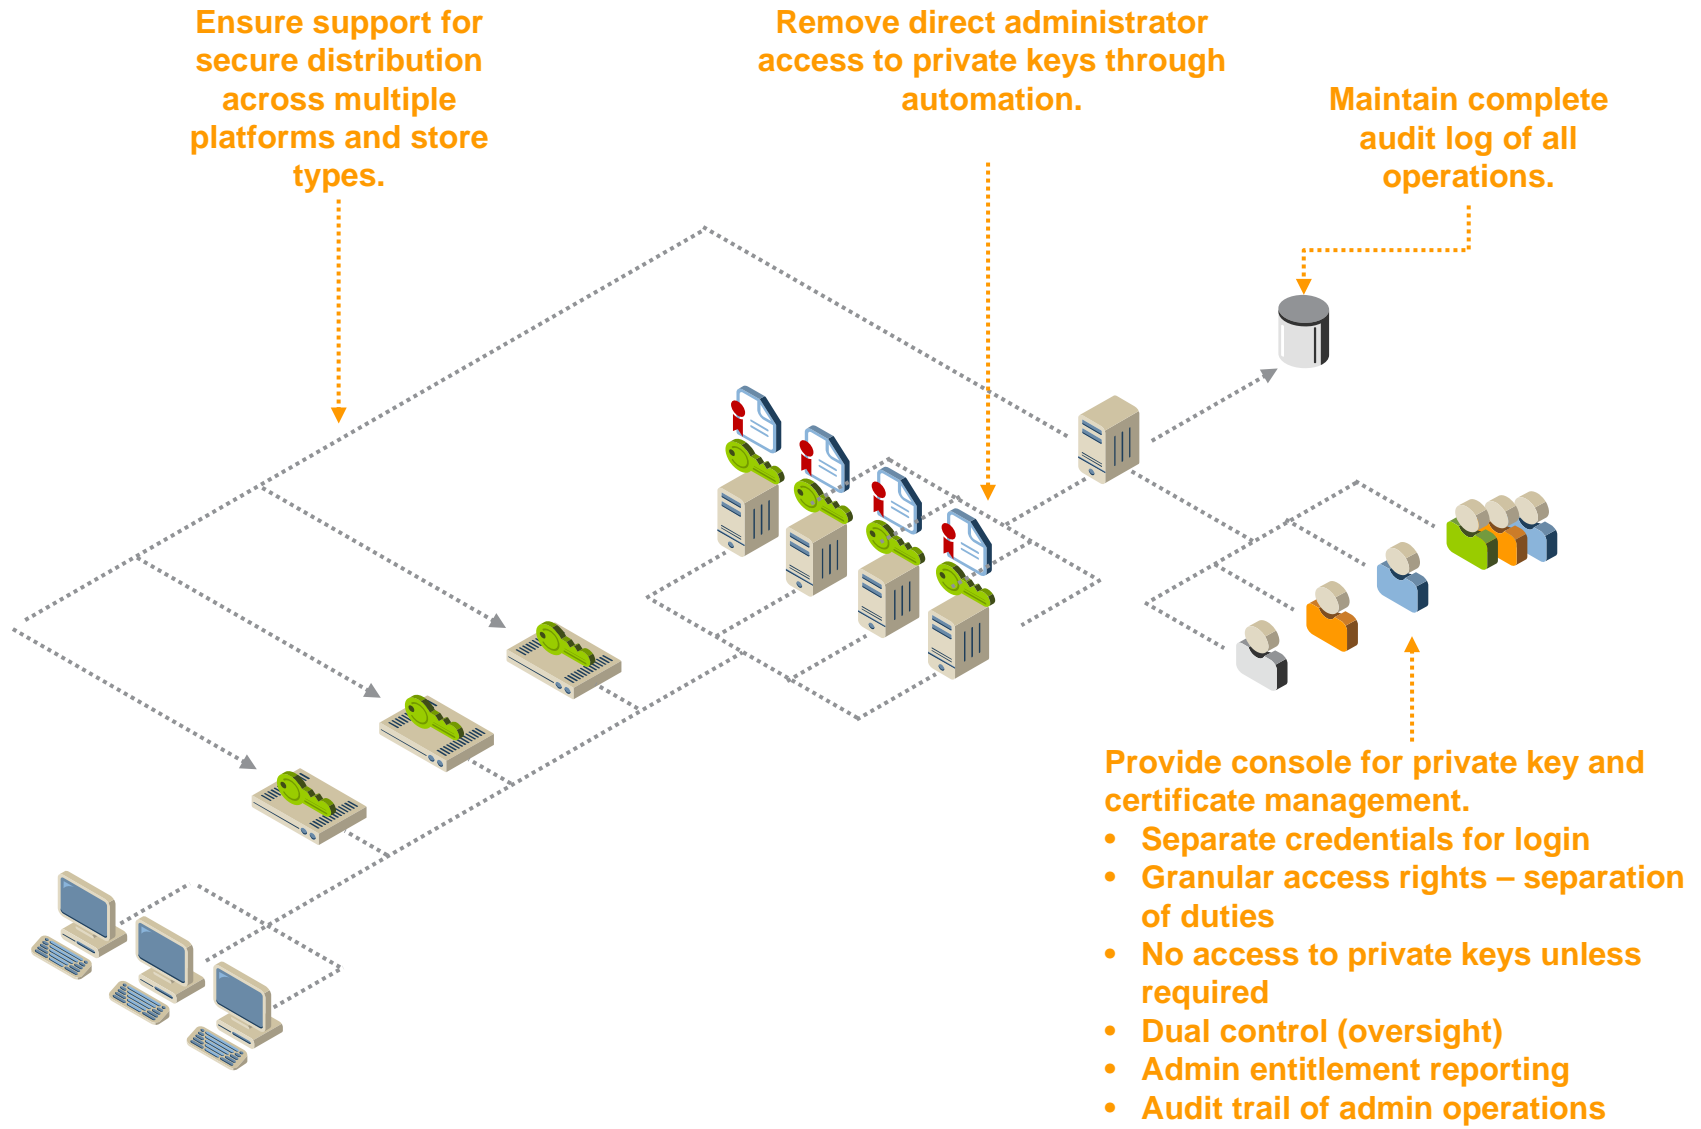 Ensure support for
secure distribution
across multiple
platforms and store
types.
Remove direct administrator
access to private keys through
automation.
Maintain complete
audit log of all
operations.
Provide console for private key and
certificate management.
• Separate credentials for login
• Granular access rights – separation
of duties
• No access to private keys unless
required
• Dual control (oversight)
• Admin entitlement reporting
• Audit trail of admin operations